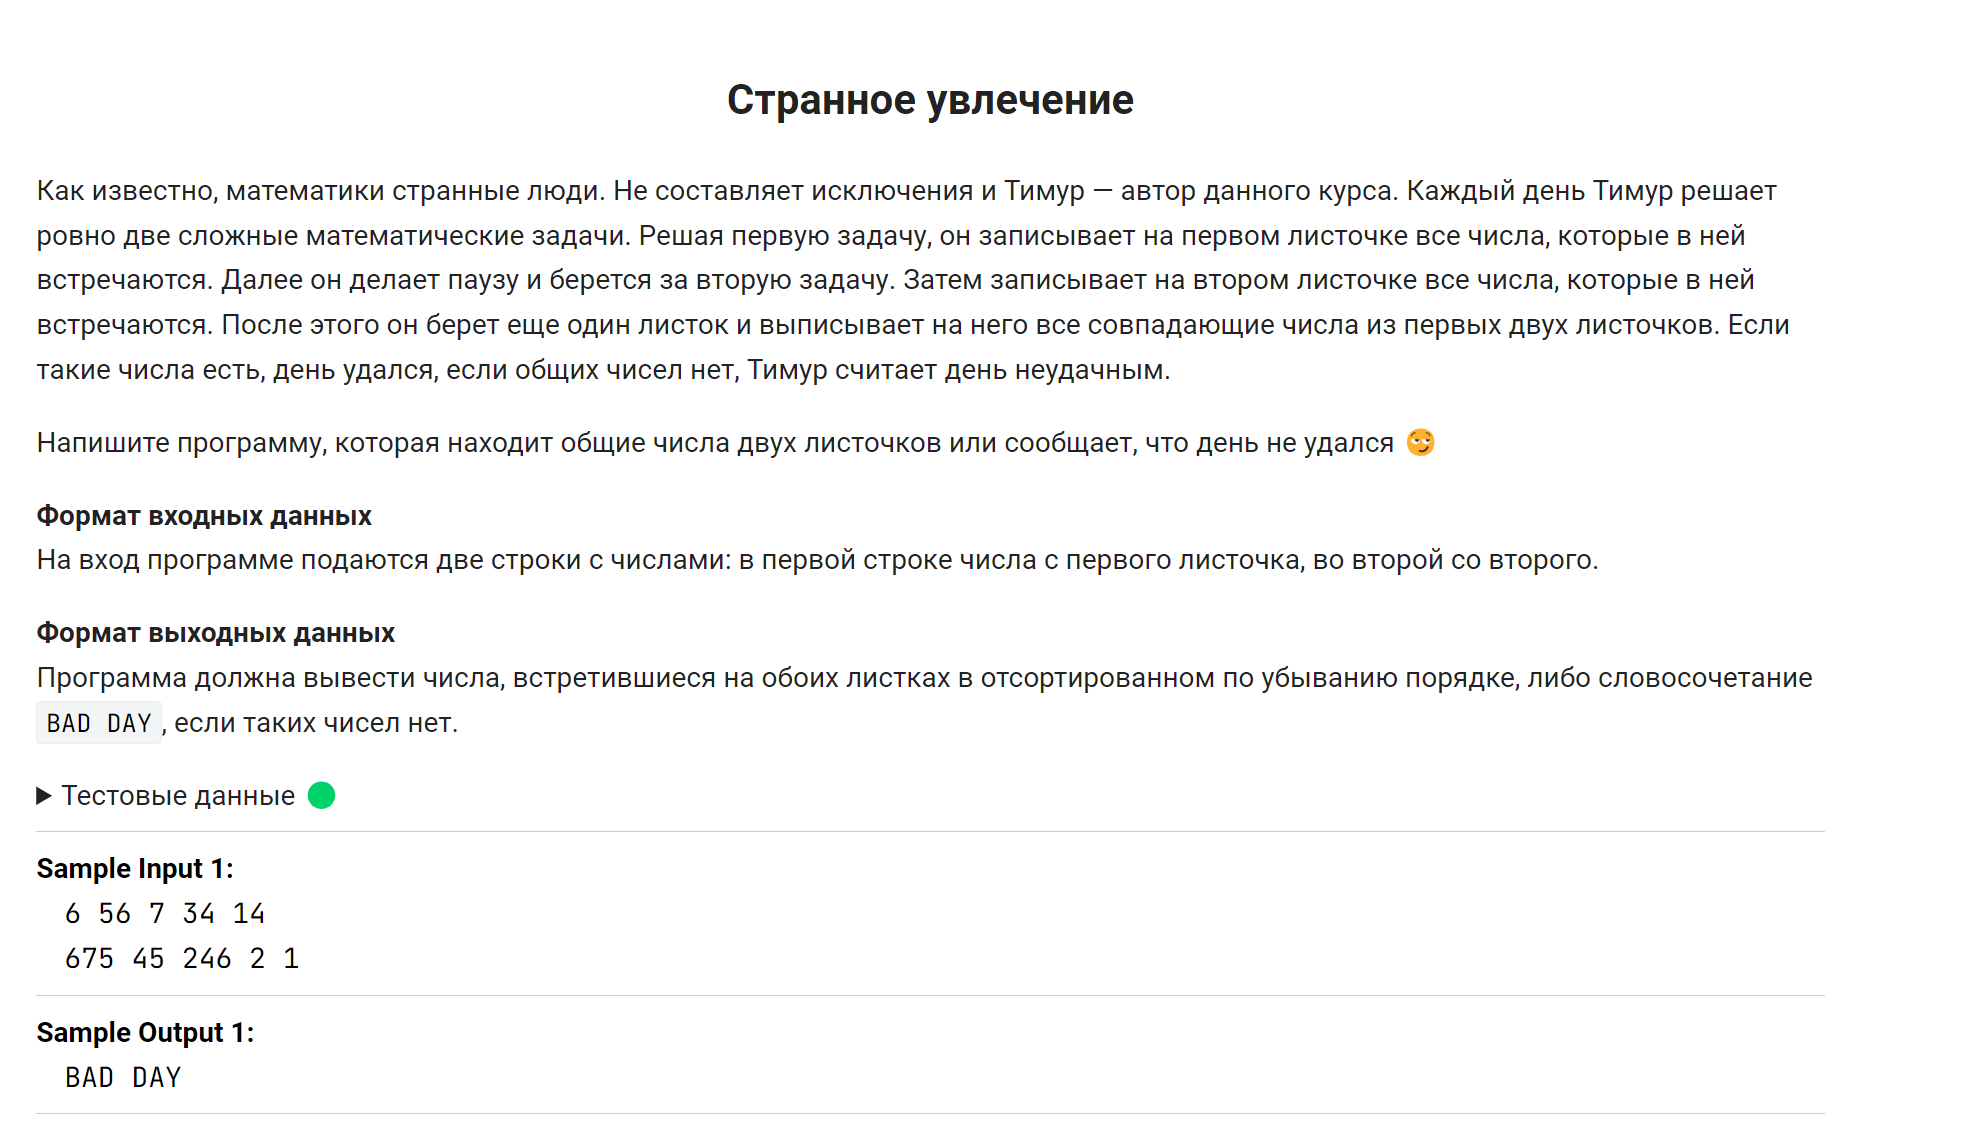 Странное увлечение
Как известно, математики странные люди. Не составляет исключения и Тимур — автор данного курса. Каждый день Тимур решает
ровно две сложные математические задачи. Решая первую задачу, он записывает на первом листочке все числа, которые в ней
встречаются. Далее он делает паузу и берется за вторую задачу. Затем записывает на втором листочке все числа, которые в ней
встречаются. После этого он берет еще один листок и выписывает на него все совпадающие числа из первых двух листочков. Если
такие числа есть, день удался, если общих чисел нет, Тимур считает день неудачным.
Напишите программу, которая находит общие числа двух листочков или сообщает, что день не удался 😏
Формат входных данных
На вход программе подаются две строки с числами: в первой строке числа с первого листочка, во второй со второго.
Формат выходных данных
Программа должна вывести числа, встретившиеся на обоих листках в отсортированном по убыванию порядке, либо словосочетание
BAD DAY, если таких чисел нет.
Тестовые данные
Sample Input 1:
6 56 7 34 14
675 45 246 2 1
Sample Output 1:
BAD DAY